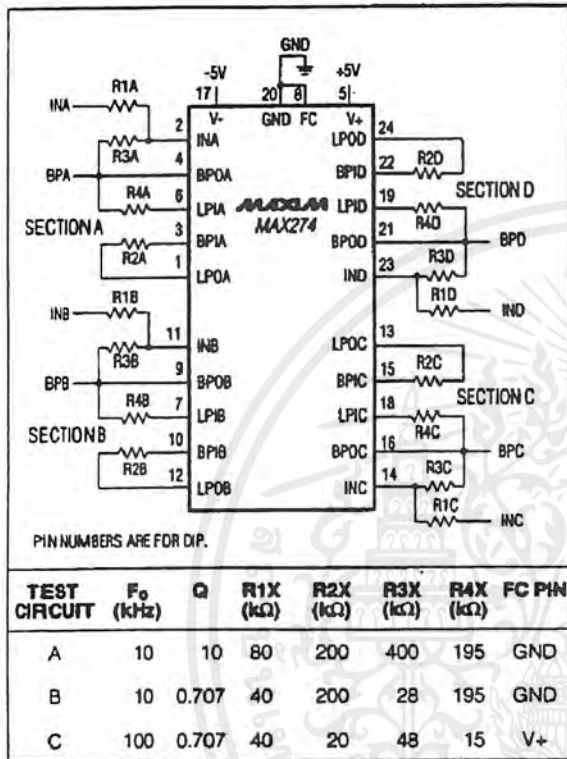 GND
-5V
+5V
17
20
8
5
V-
GND
FC
V+
INA
R1A
R3A
2
INA
BPA
4
BPOA
R4A
6
LPIA
SECTION A
3
BPIA
R2A
1
LPOA
INB
R1B
R3B
11
INB
BPB
9
BPOB
R4B
7
LPIB
SECTION B
10
BPIB
R2B
12
LPOB
MAXIM
MAX274
LPOD
24
BPID
22
R2D
LPID
19
R4D
SECTION D
BPOD
21
BPD
R3D
IND
23
R1D
IND
LPOC
13
BPIC
15
R2C
LPIC
18
R4C
SECTION C
BPOC
16
BPC
R3C
INC
14
R1C
INC
PIN NUMBERS ARE FOR DIP.
TEST CIRCUIT F₀ (kHz) Q R1X (kΩ) R2X (kΩ) R3X (kΩ) R4X (kΩ) FC PIN
A 10 10 80 200 400 195 GND
B 10 0.707 40 200 28 195 GND
C 100 0.707 40 20 48 15 V+